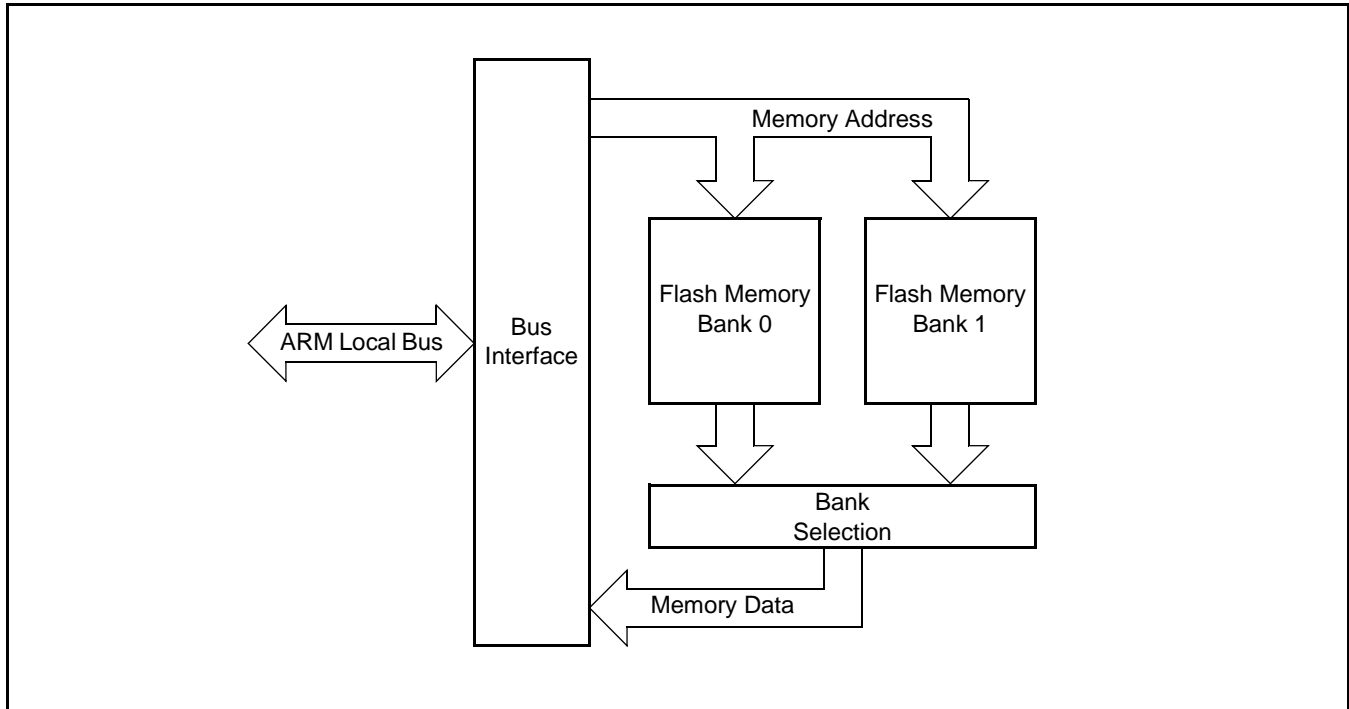 Memory Address
Flash Memory
Bank 0
Flash Memory
Bank 1
ARM Local Bus
Bus
Interface
Bank
Selection
Memory Data